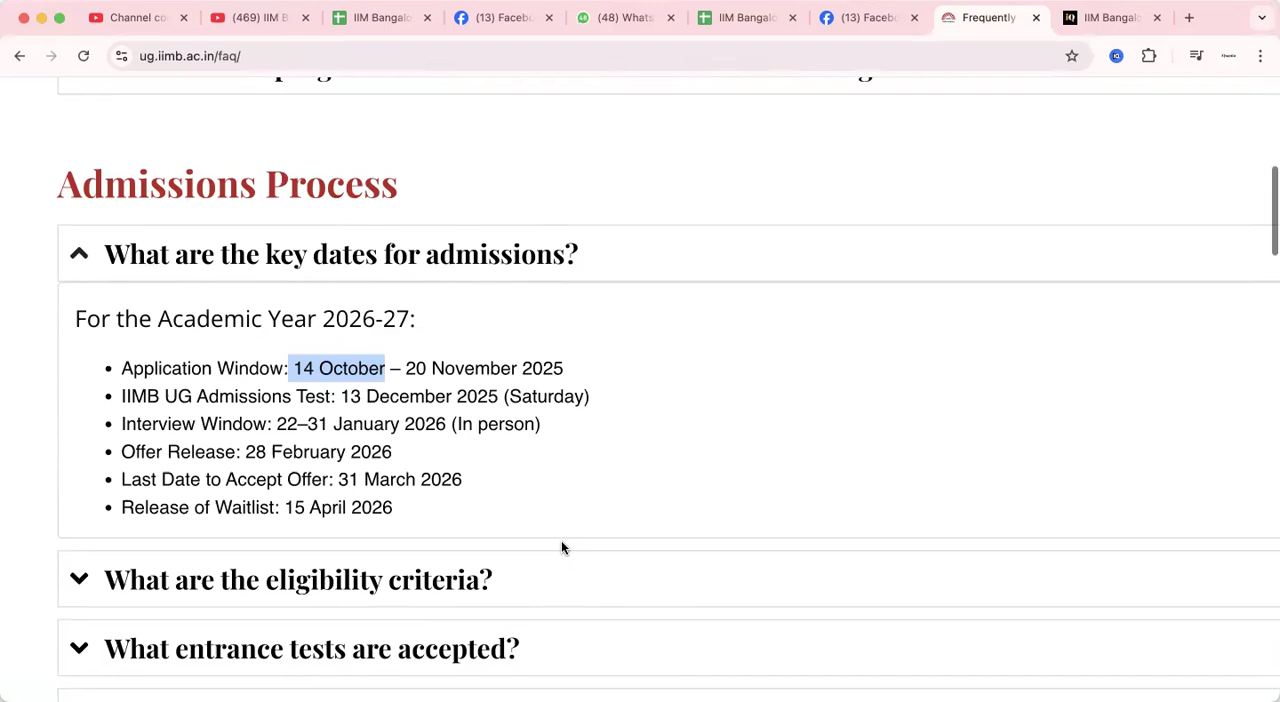 Channel co
(469) IIM B
IIM Bangalo
(13) Facebo
(48) Whats
IIM Bangalo
(13) Facebo
Frequently
IIM Bangalo
ug.iimb.ac.in/faq/
Admissions Process
What are the key dates for admissions?
For the Academic Year 2026-27:
• Application Window: 14 October – 20 November 2025
• IIMB UG Admissions Test: 13 December 2025 (Saturday)
• Interview Window: 22–31 January 2026 (In person)
• Offer Release: 28 February 2026
• Last Date to Accept Offer: 31 March 2026
• Release of Waitlist: 15 April 2026
What are the eligibility criteria?
What entrance tests are accepted?